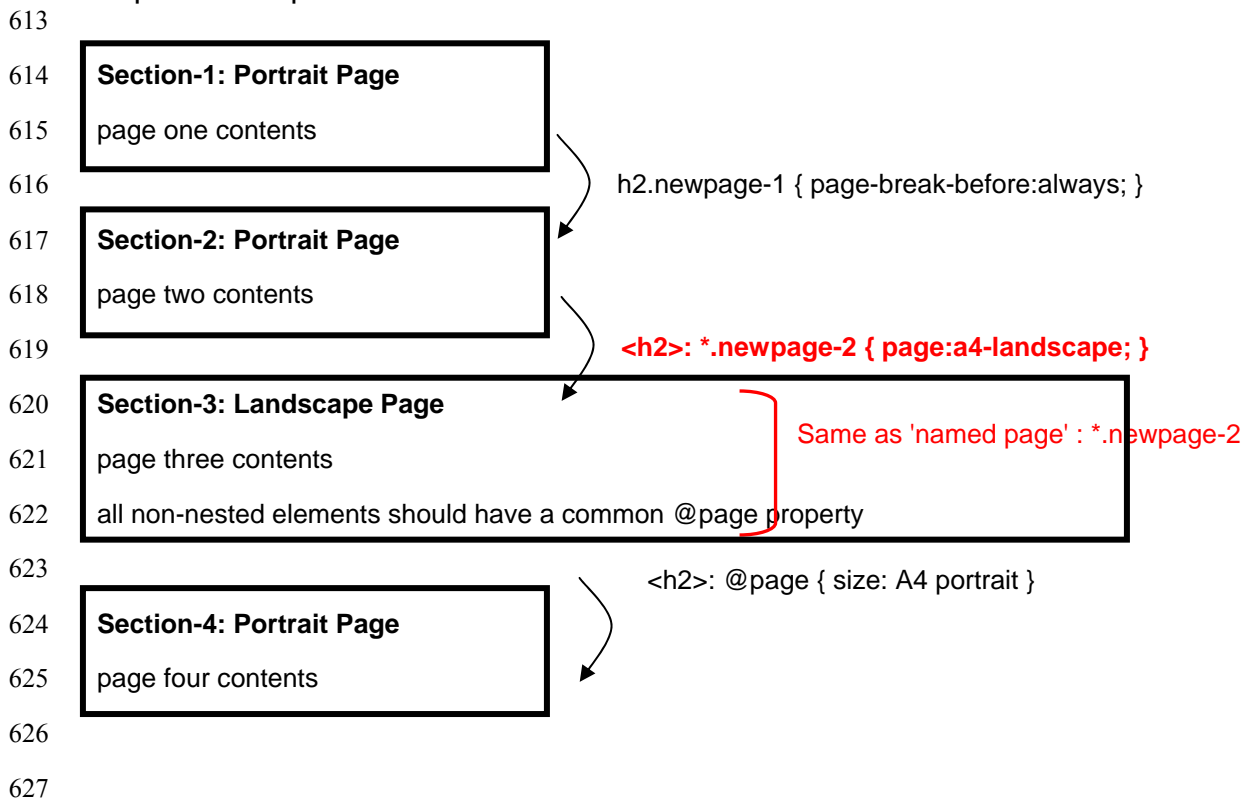 613
614 Section-1: Portrait Page
615 page one contents
616 h2.newpage-1 { page-break-before:always; }
617 Section-2: Portrait Page
618 page two contents
619 <h2>: *.newpage-2 { page:a4-landscape; }
620 Section-3: Landscape Page
Same as 'named page' : *.newpage-2
621 page three contents
622 all non-nested elements should have a common @page property
623 <h2>: @page { size: A4 portrait }
624 Section-4: Portrait Page
625 page four contents
626
627